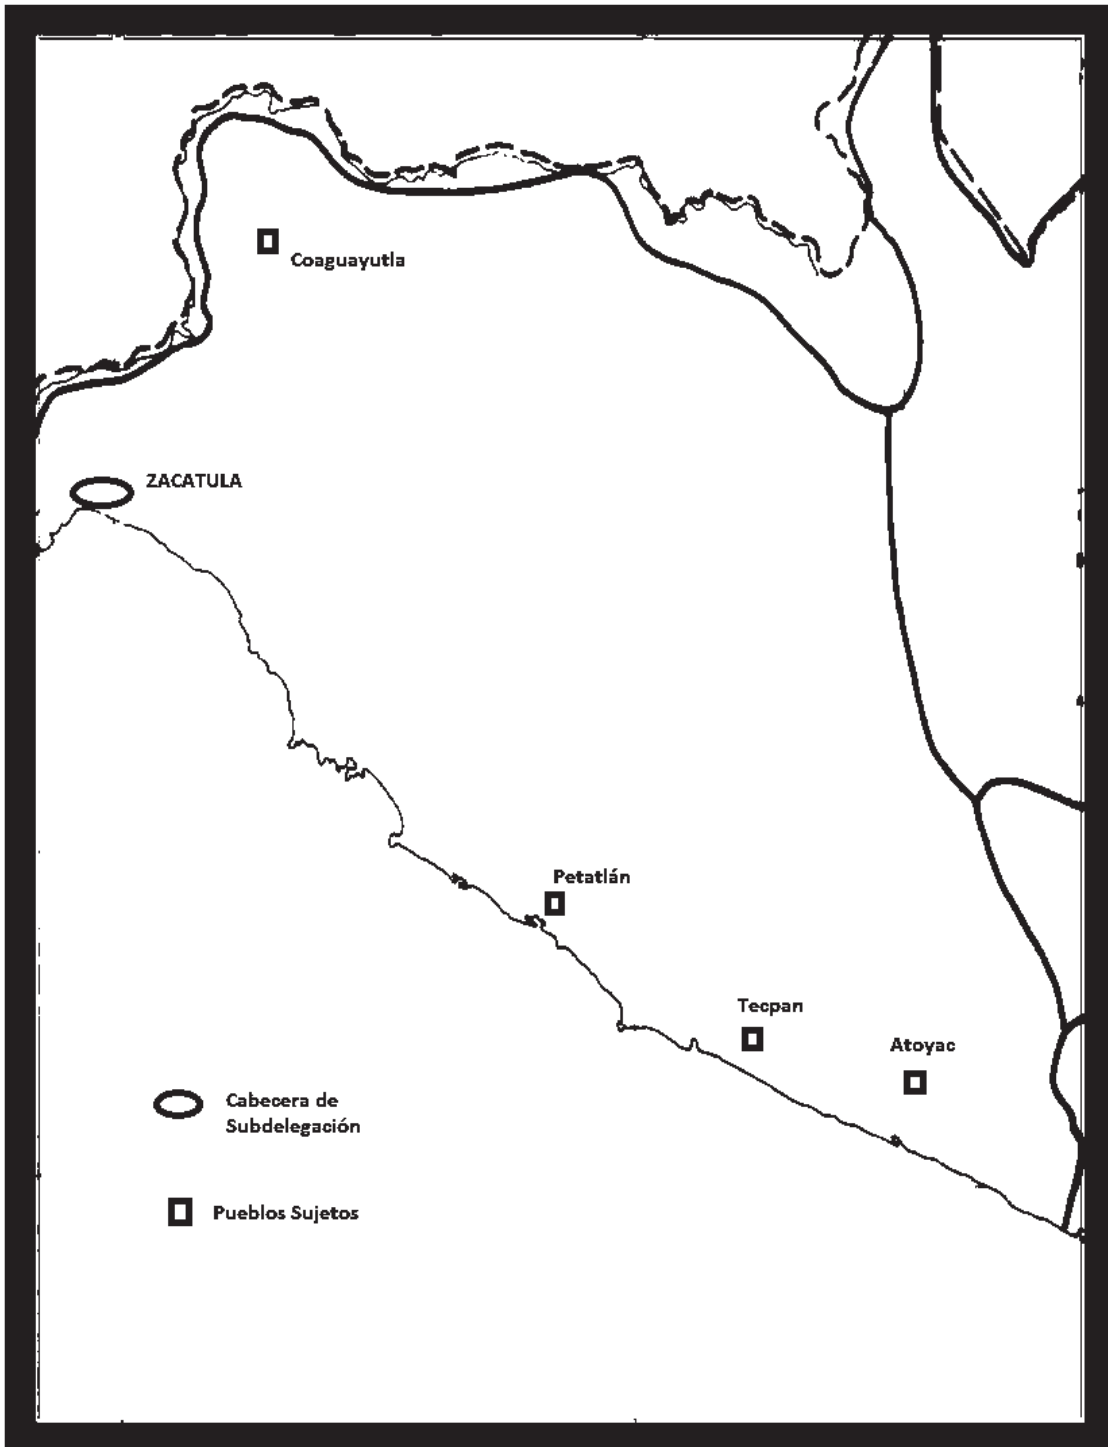 Coaguayutla
ZACATULA
Petatlán
Tecpan
Atoyac
Cabecera de
Subdelegación
Pueblos Sujetos